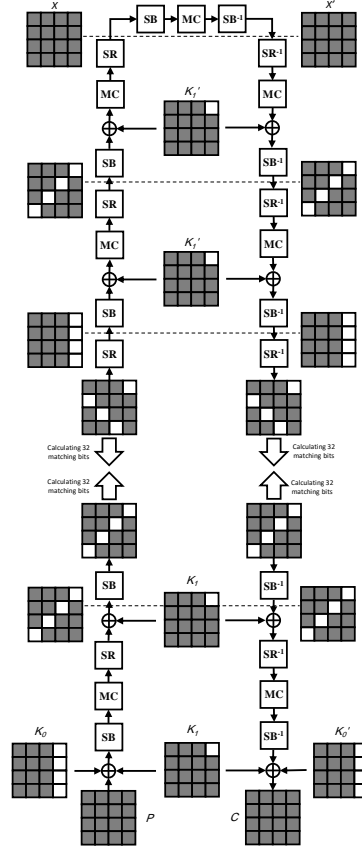 x SB MC SB-1 x'
SR SR-1
MC K1' MC
SB SB-1
SR SR-1
MC K1' MC
SB SB-1
SR SR-1
Calculating 32
matching bits
Calculating 32
matching bits
Calculating 32
matching bits
Calculating 32
matching bits
SB K1 SB-1
SR SR-1
MC MC
K0 SB K1 SB-1 K0'
P C